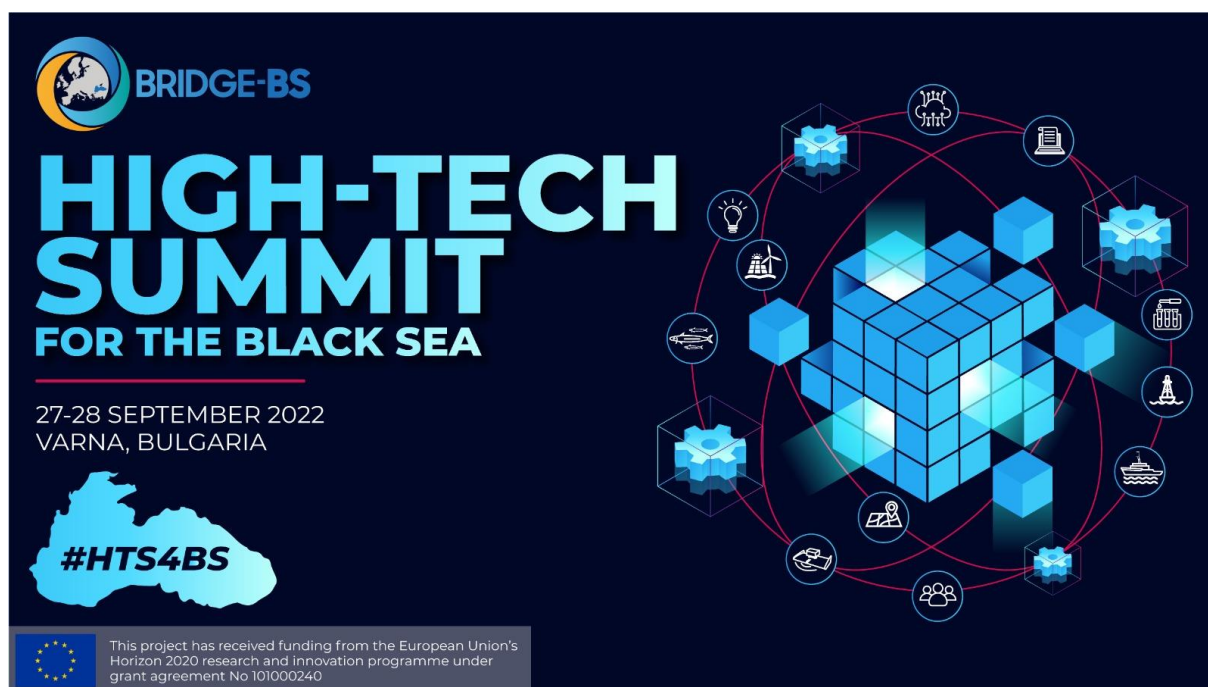 BRIDGE-BS
HIGH-TECH
SUMMIT
FOR THE BLACK SEA
27-28 SEPTEMBER 2022
VARNA, BULGARIA
#HTS4BS
This project has received funding from the European Union's
Horizon 2020 research and innovation programme under
grant agreement No 101000240